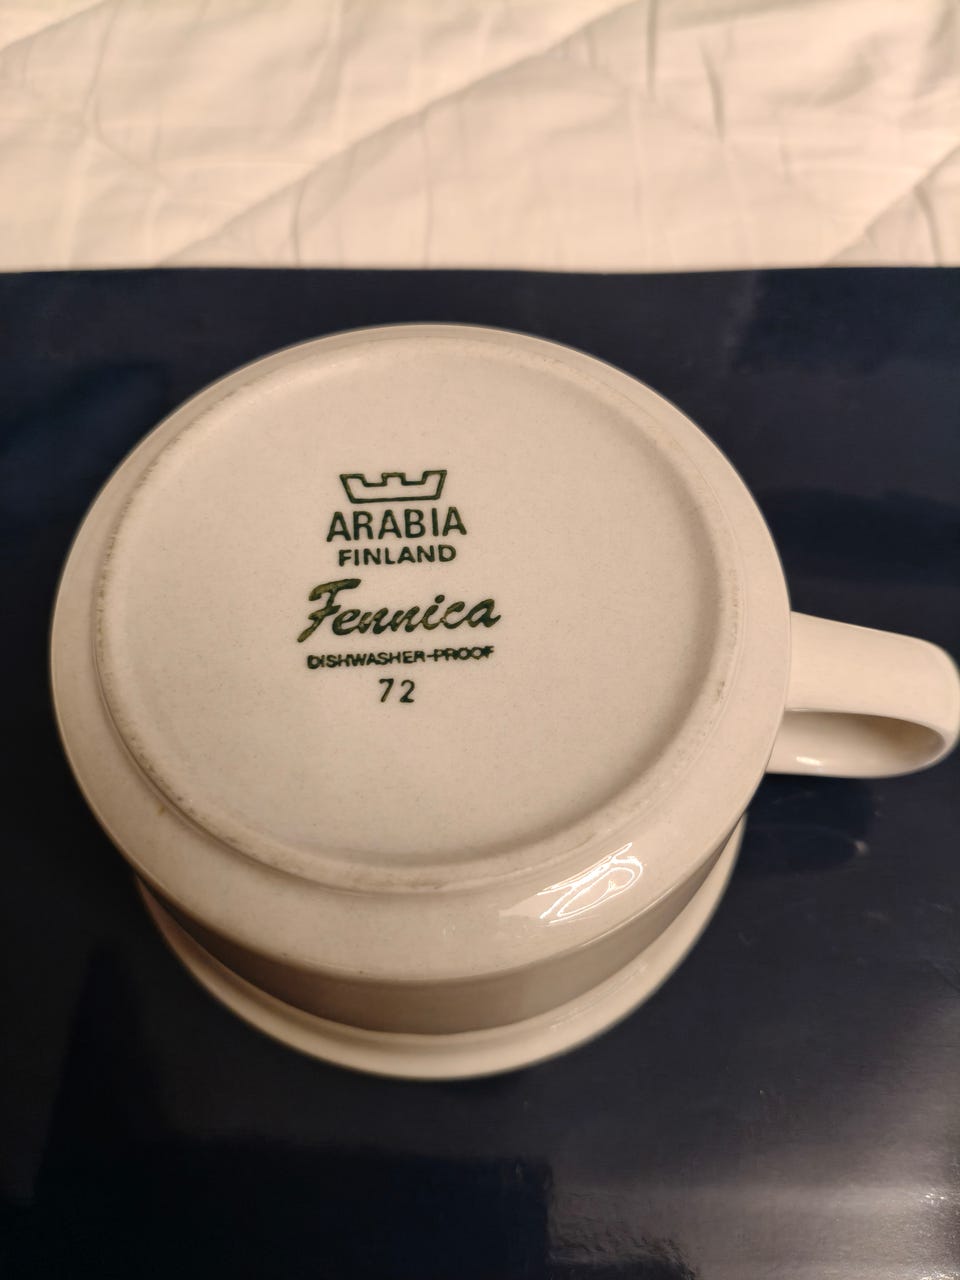 ARABIA
FINLAND
Fennica
DISHWASHER-PROOF
72